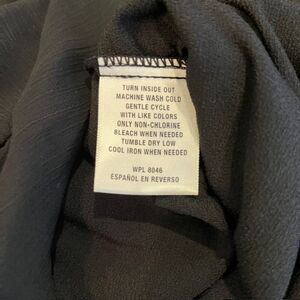 TURN INSIDE OUT
MACHINE WASH COLD
GENTLE CYCLE
WITH LIKE COLORS
ONLY NON-CHLORINE
BLEACH WHEN NEEDED
TUMBLE DRY LOW
COOL IRON WHEN NEEDED
WPL 8046
ESPAÑOL EN REVERSO